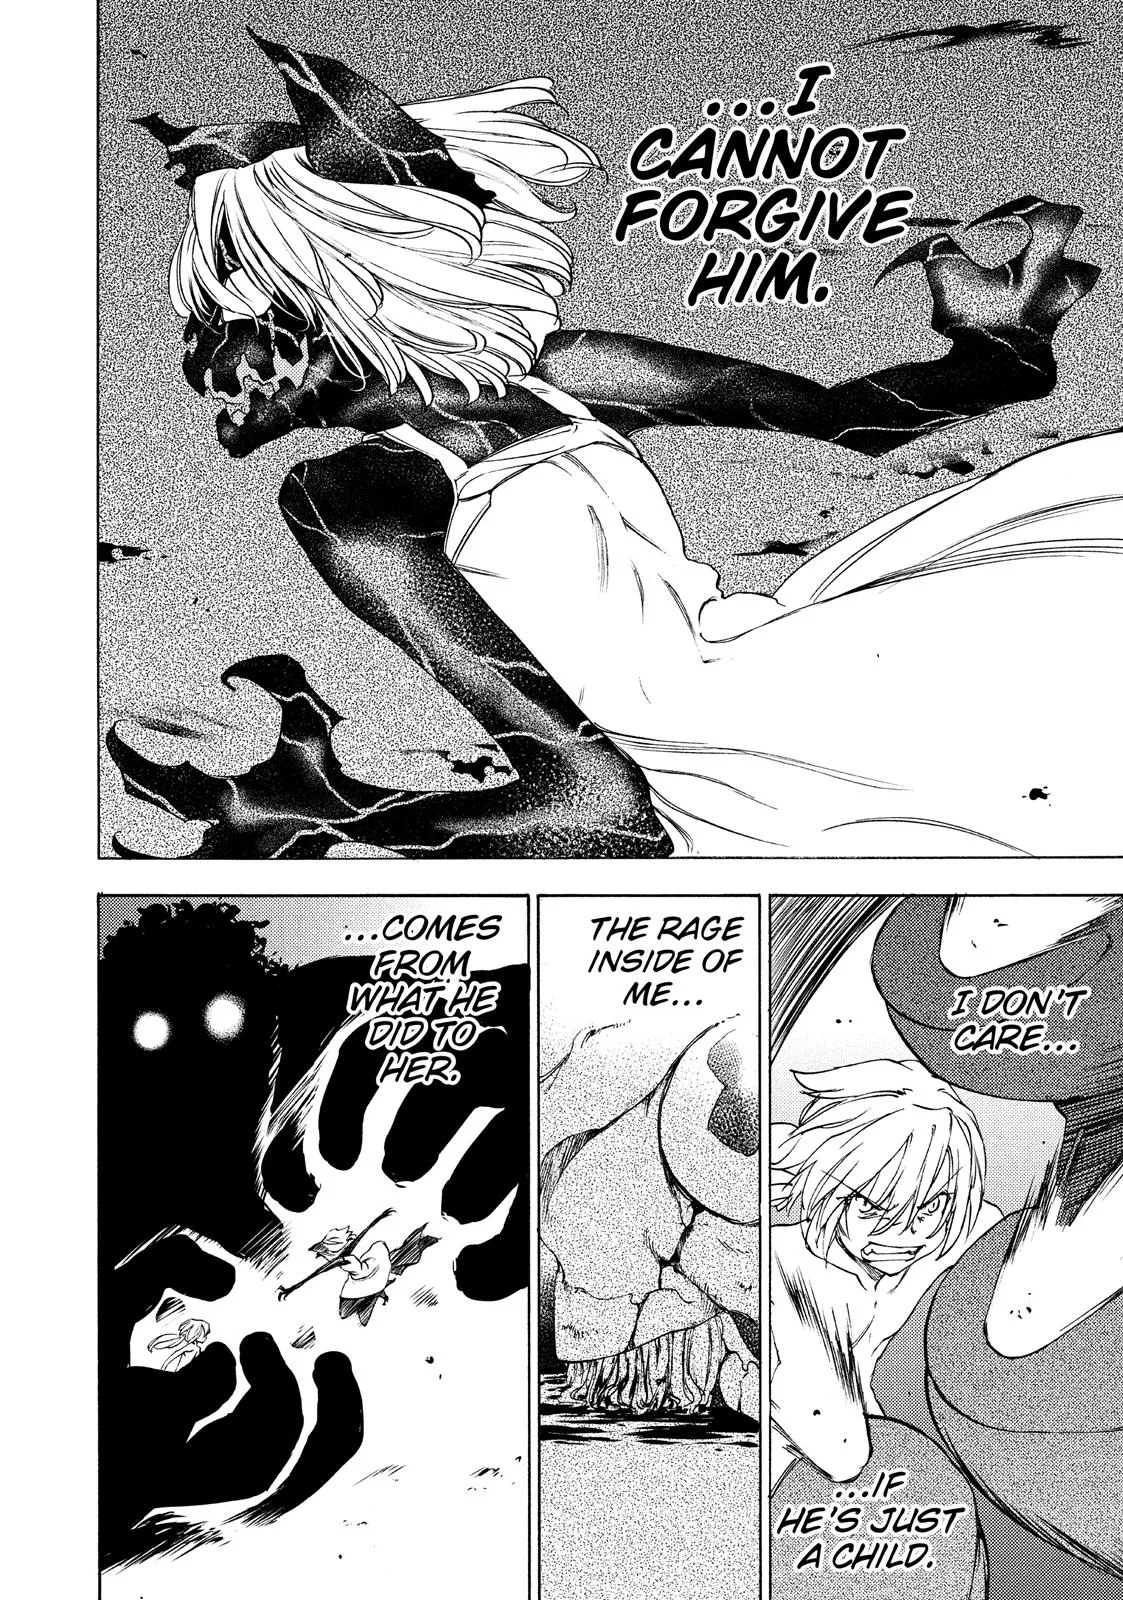 ...I
CANNOT
FORGIVE
HIM.
I DON'T
CARE...
...IF
HE'S JUST
A CHILD.
THE RAGE
INSIDE OF
ME...
...COMES
FROM
WHAT HE
DID TO
HER.